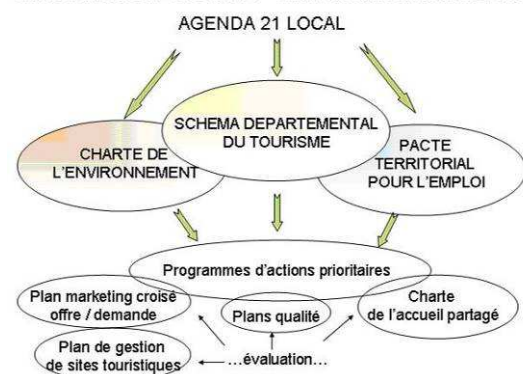 AGENDA 21 LOCAL
SCHEMA DEPARTEMENTAL
DU TOURISME
CHARTE DE
L'ENVIRONNEMENT
PACTE
TERRITORIAL
POUR L'EMPLOI
Programmes d'actions prioritaires
Plan marketing croisé
offre / demande
Plans qualité
Charte
de l'accueil partagé
Plan de gestion
de sites touristiques
...évaluation...